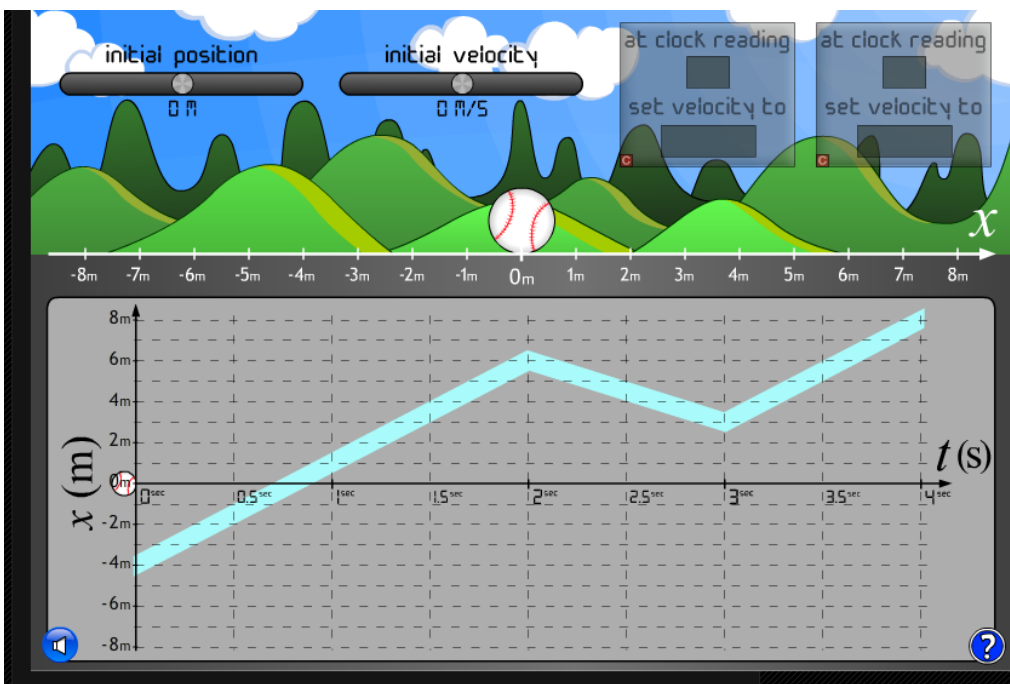 initial position
0 m
initial velocity
0 m/s
at clock reading
set velocity to
c
at clock reading
set velocity to
c
x
-8m -7m -6m -5m -4m -3m -2m -1m 0m 1m 2m 3m 4m 5m 6m 7m 8m
x (m)
8m
6m
4m
2m
0m
-2m
-4m
-6m
-8m
0sec 0.5sec 1sec 1.5sec 2sec 2.5sec 3sec 3.5sec 4sec
t (s)
?